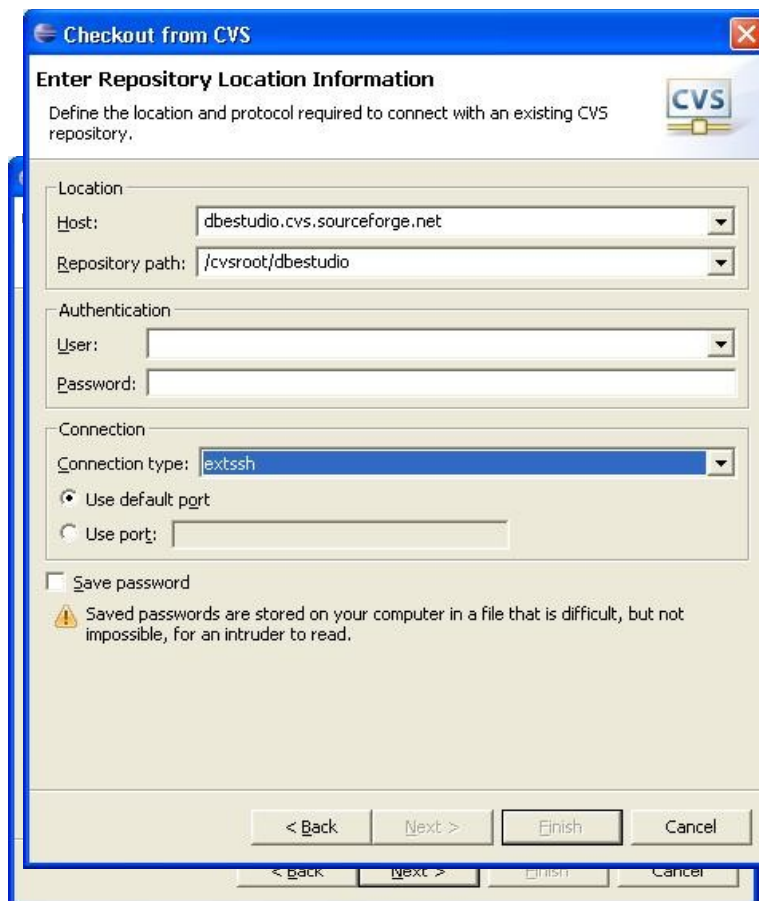 Checkout from CVS
Enter Repository Location Information
Define the location and protocol required to connect with an existing CVS
repository.
CVS
Location
Host: dbestudio.cvs.sourceforge.net
Repository path: /cvsroot/dbestudio
Authentication
User:
Password:
Connection
Connection type: extssh
Use default port
Use port:
Save password
Saved passwords are stored on your computer in a file that is difficult, but not
impossible, for an intruder to read.
< Back Next > Finish Cancel
< Back Next > Finish Cancel